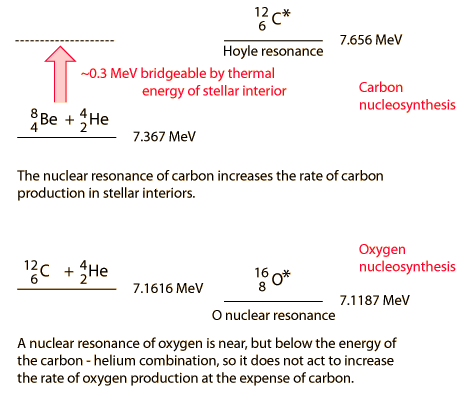 12
6 C*
Hoyle resonance
7.656 MeV
~0.3 MeV bridgeable by thermal
energy of stellar interior
Carbon
nucleosynthesis
8
4 Be + 4
2 He
7.367 MeV
The nuclear resonance of carbon increases the rate of carbon
production in stellar interiors.
Oxygen
nucleosynthesis
12
6 C + 4
2 He
7.1616 MeV
16
8 O*
7.1187 MeV
O nuclear resonance
A nuclear resonance of oxygen is near, but below the energy of
the carbon - helium combination, so it does not act to increase
the rate of oxygen production at the expense of carbon.